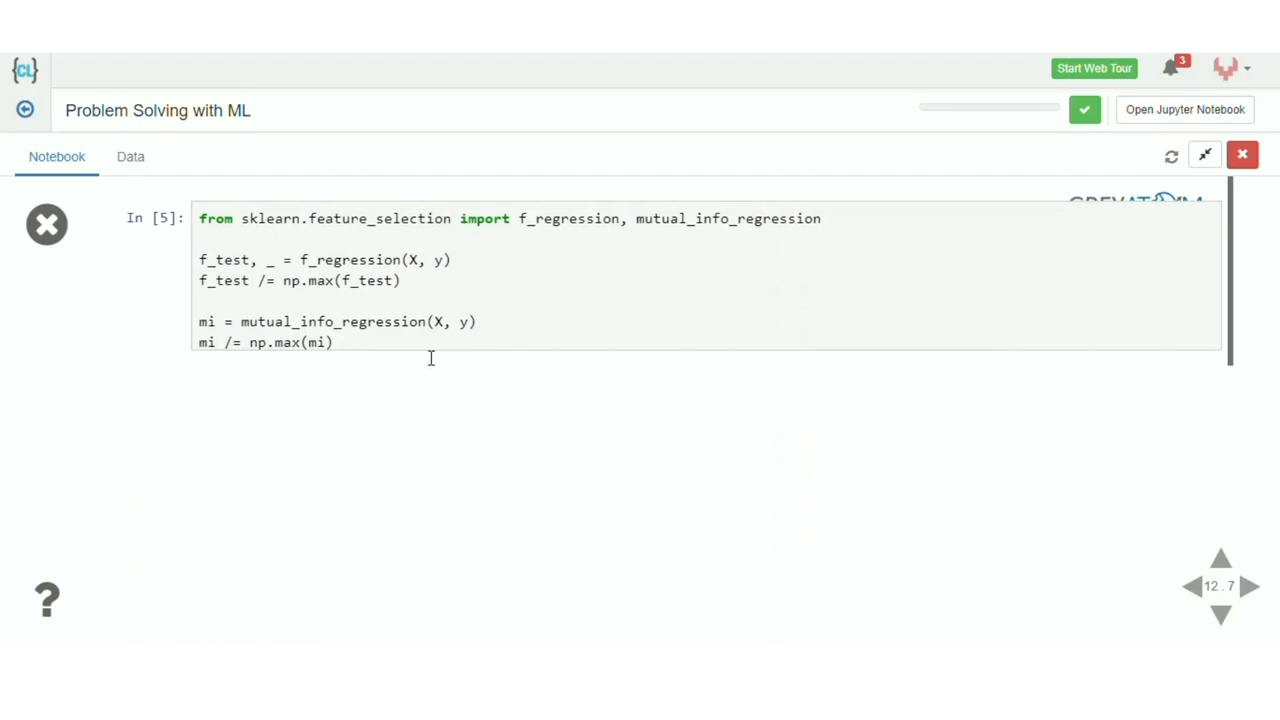 {CL}
Start Web Tour
3
Problem Solving with ML
Open Jupyter Notebook
Notebook
Data
In [5]:
from sklearn.feature_selection import f_regression, mutual_info_regression
f_test, _ = f_regression(X, y)
f_test /= np.max(f_test)
mi = mutual_info_regression(X, y)
mi /= np.max(mi)
?
12.7